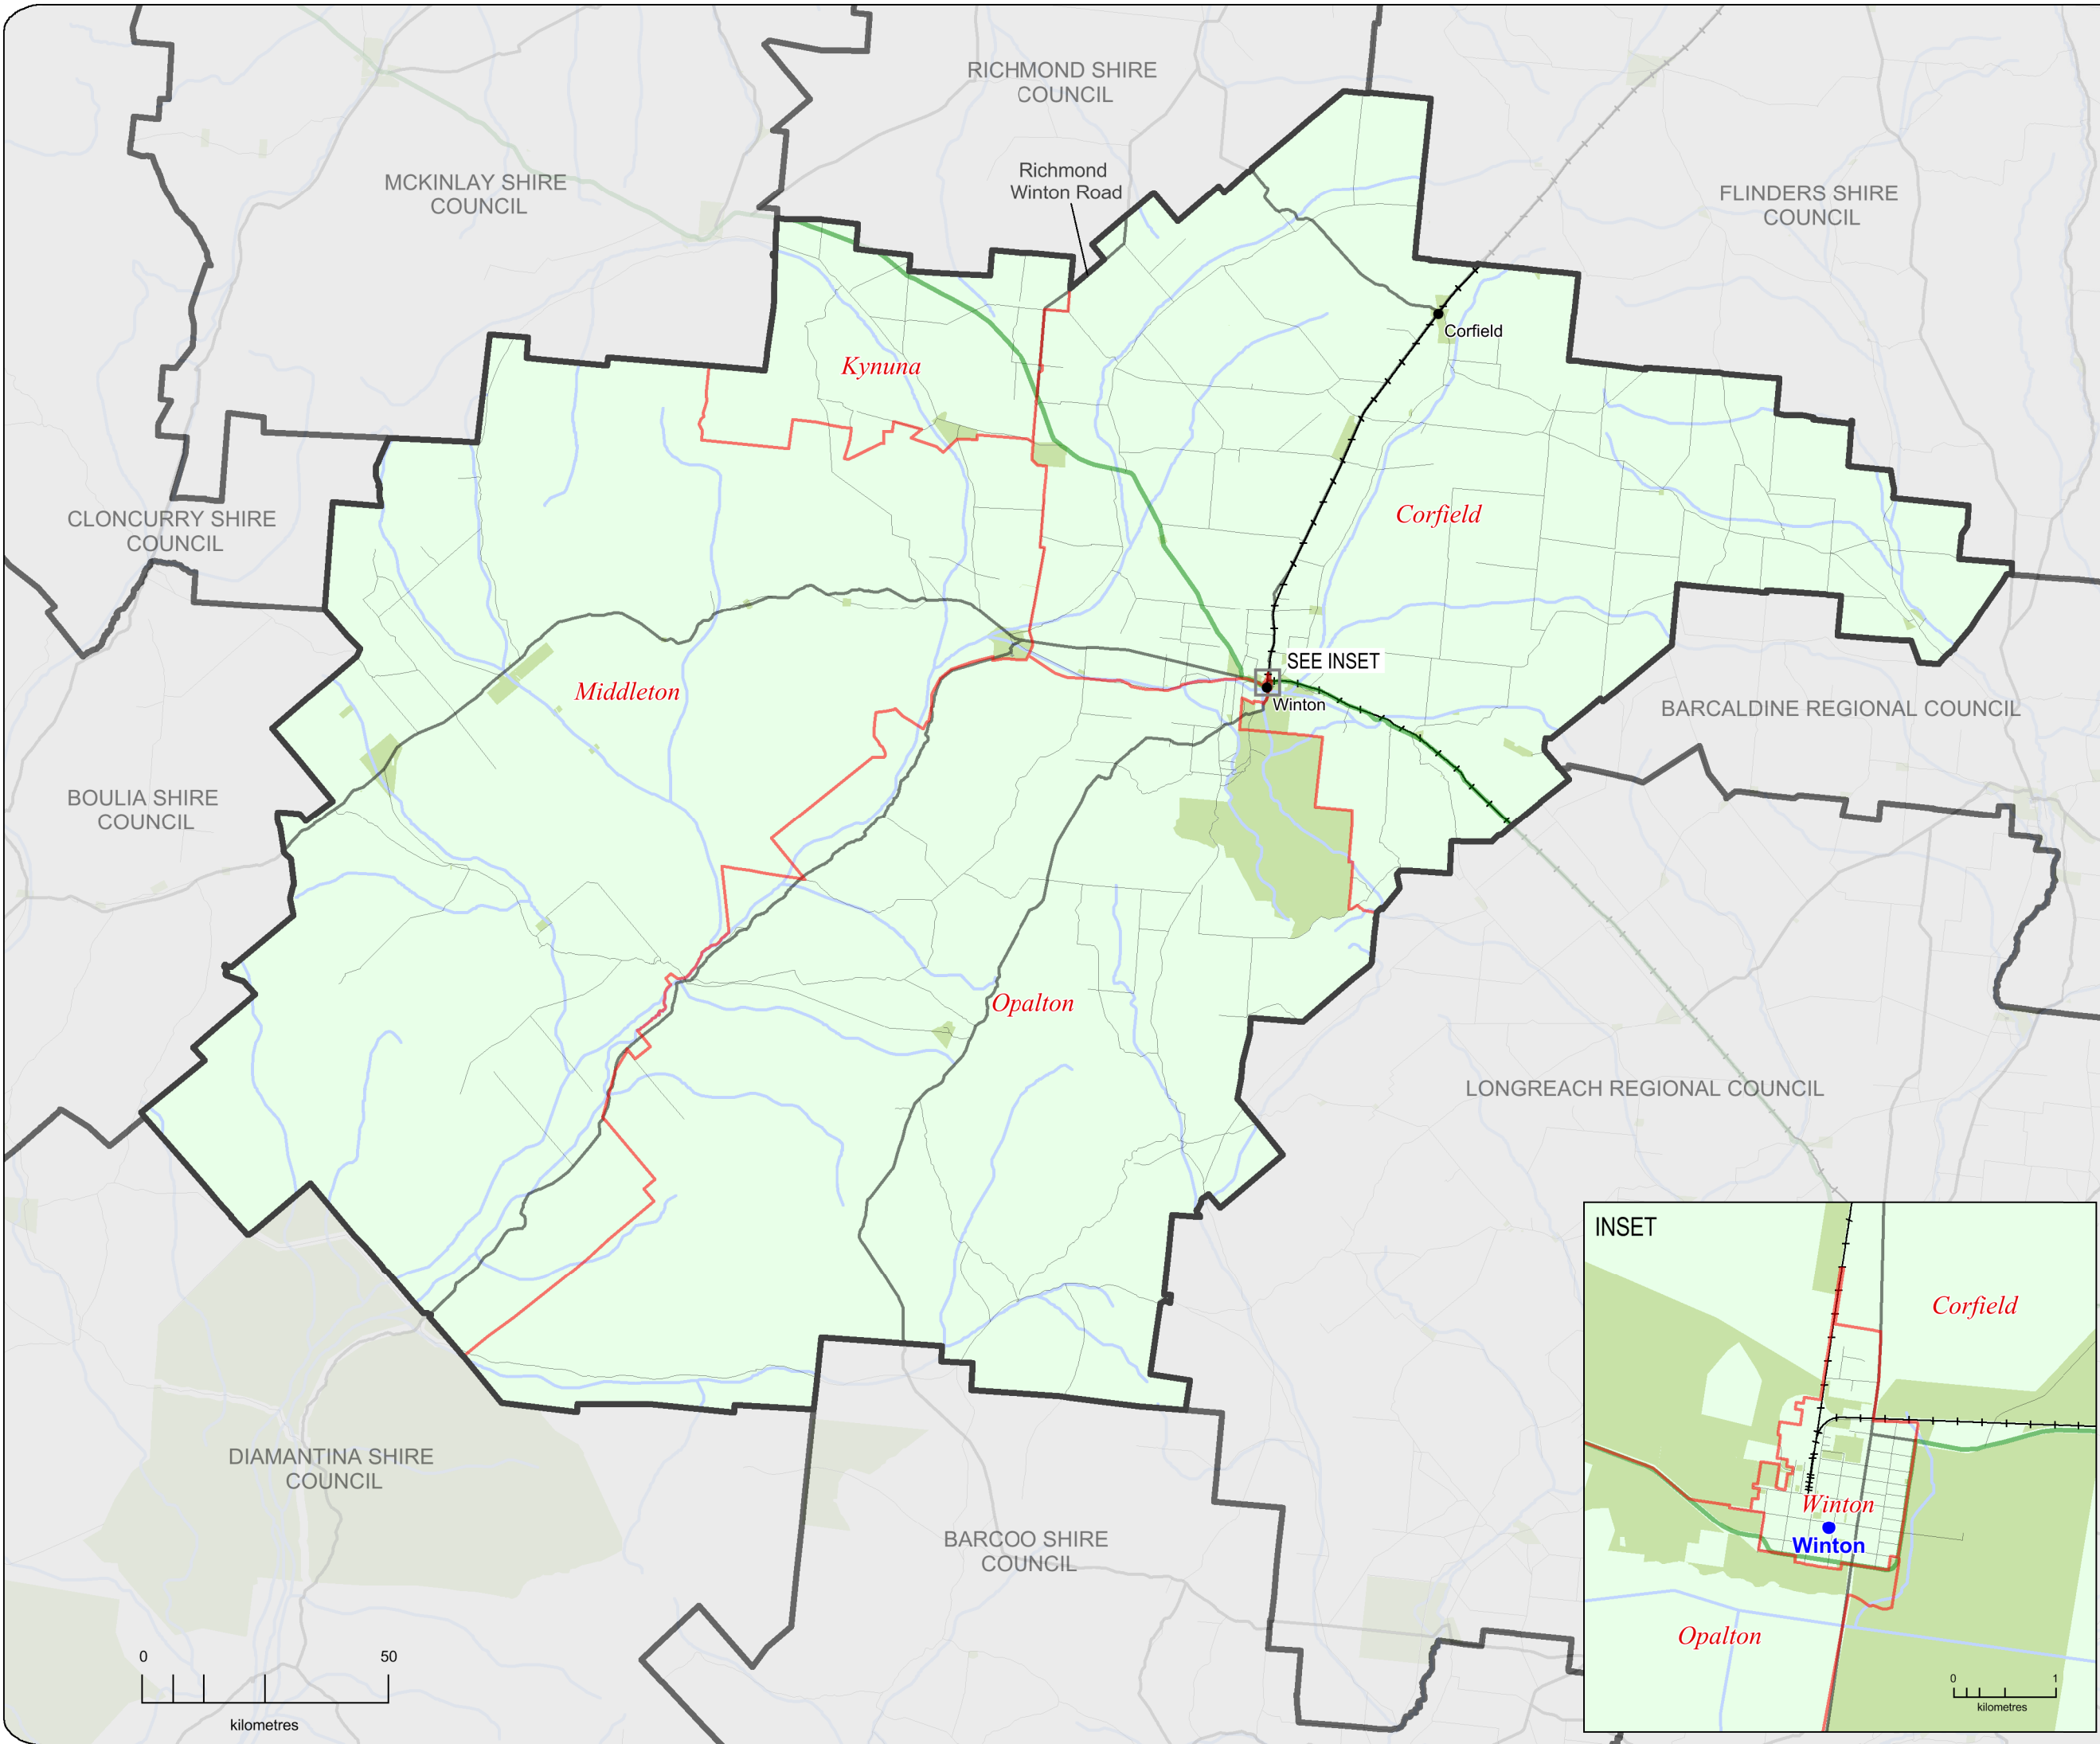 RICHMOND SHIRE
COUNCIL
MCKINLAY SHIRE
COUNCIL
Richmond
Winton Road
FLINDERS SHIRE
COUNCIL
Corfield
Kynuna
Corfield
CLONCURRY SHIRE
COUNCIL
SEE INSET
Middleton
Winton
BARCALDINE REGIONAL COUNCIL
BOULIA SHIRE
COUNCIL
Opalton
LONGREACH REGIONAL COUNCIL
INSET
Corfield
DIAMANTINA SHIRE
COUNCIL
Winton
BARCOO SHIRE
COUNCIL
Winton
Opalton
0 50
kilometres
0 1
kilometres